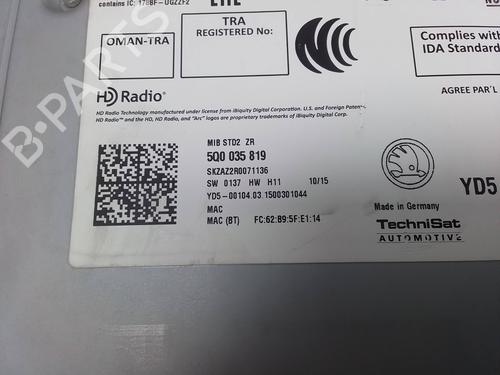 contains IC: 178BF-UGZZF2
TRA
OMAN-TRA
REGISTERED No:
Complies with
IDA Standard
HD Radio®
AGREE PAR'L
HD Radio Technology manufactured under license from iBiquity Digital Corporation. U.S. and Foreign Patents.
HD Radio™ and the HD, HD Radio, and "Arc" logos are proprietary trademarks of iBiquity Digital Corp.
MIB STD2 ZR
5Q0 035 819
SKZAZ2R0071136
SW 0137 HW H11 10/15
YD5-00104.03.1500301044
MAC
MAC (BT) FC:62:B9:5F:E1:14
YD5
Made in Germany
TechniSat
AUTOMOTIVE
B-PARTS